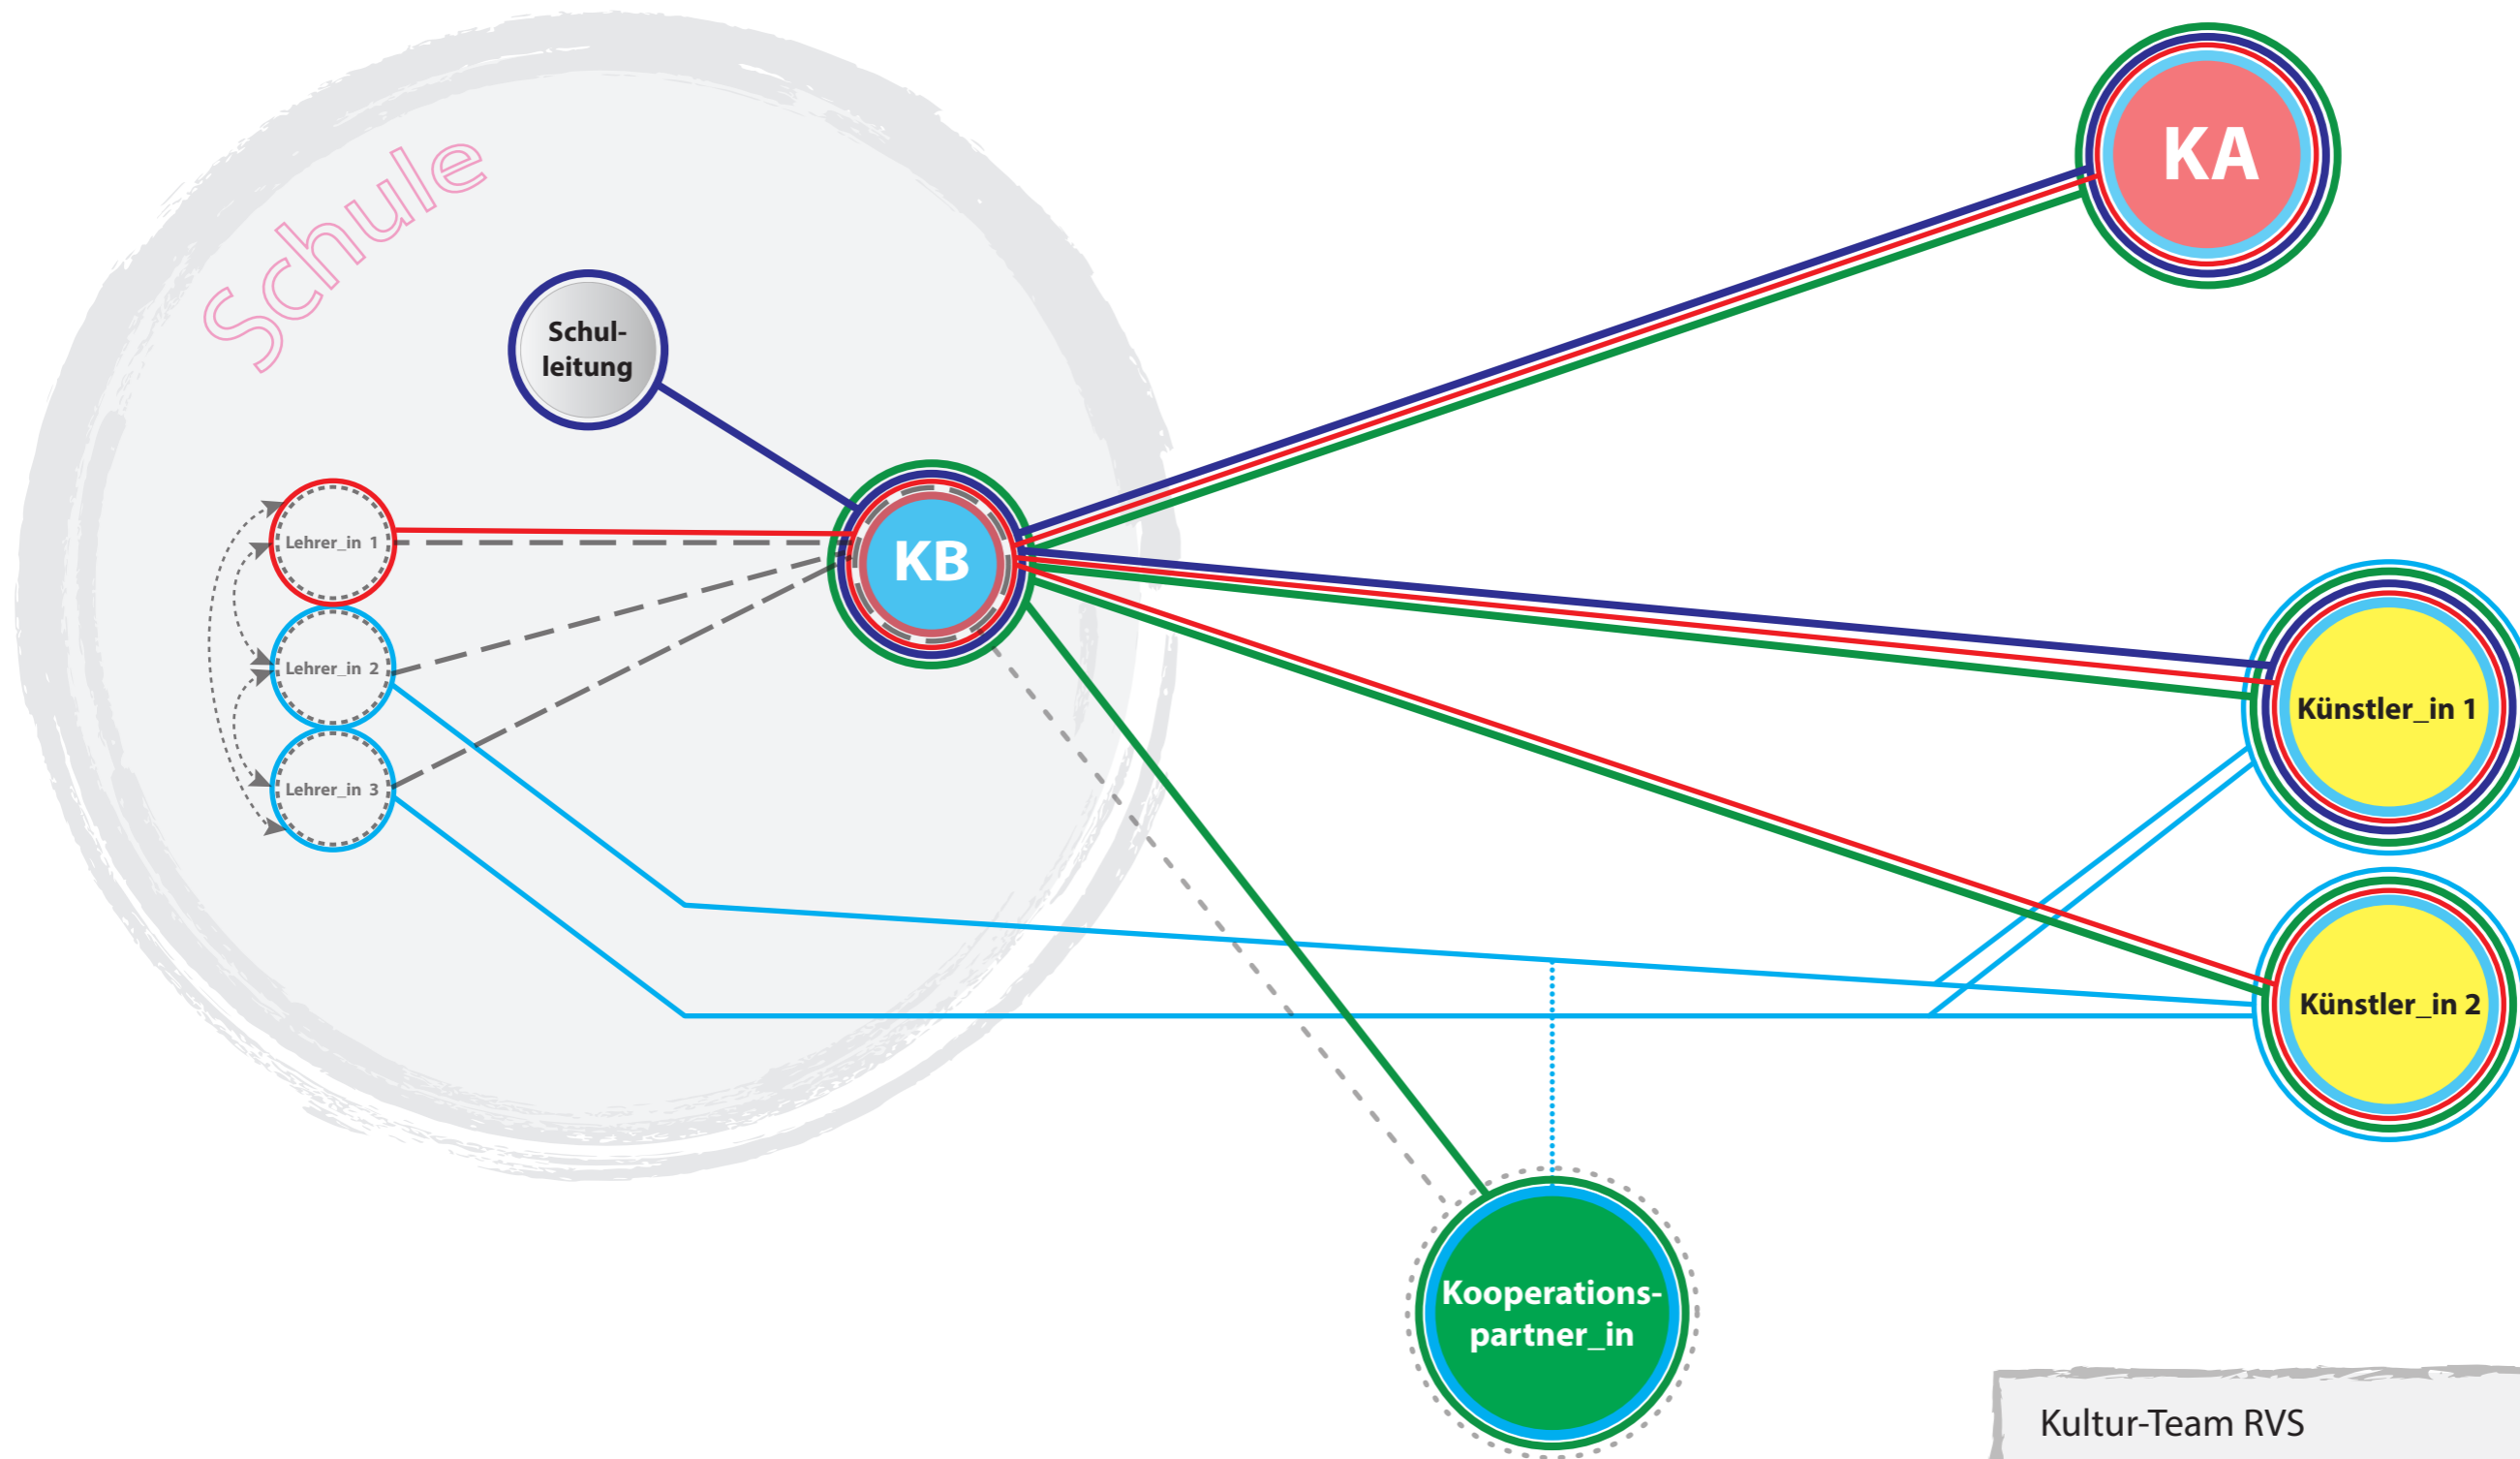 Schule
KA
Schul-
leitung
Lehrer_in 1
KB
Lehrer_in 2
Künstler_in 1
Lehrer_in 3
Künstler_in 2
Kooperations-
partner_in
Kultur-Team RVS